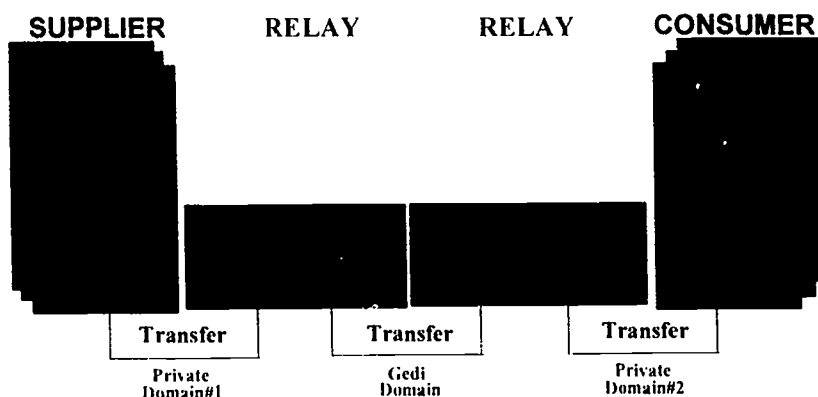 SUPPLIER RELAY RELAY CONSUMER
Transfer Transfer Transfer
Private Gedi Private
Domain#1 Domain Domain#2